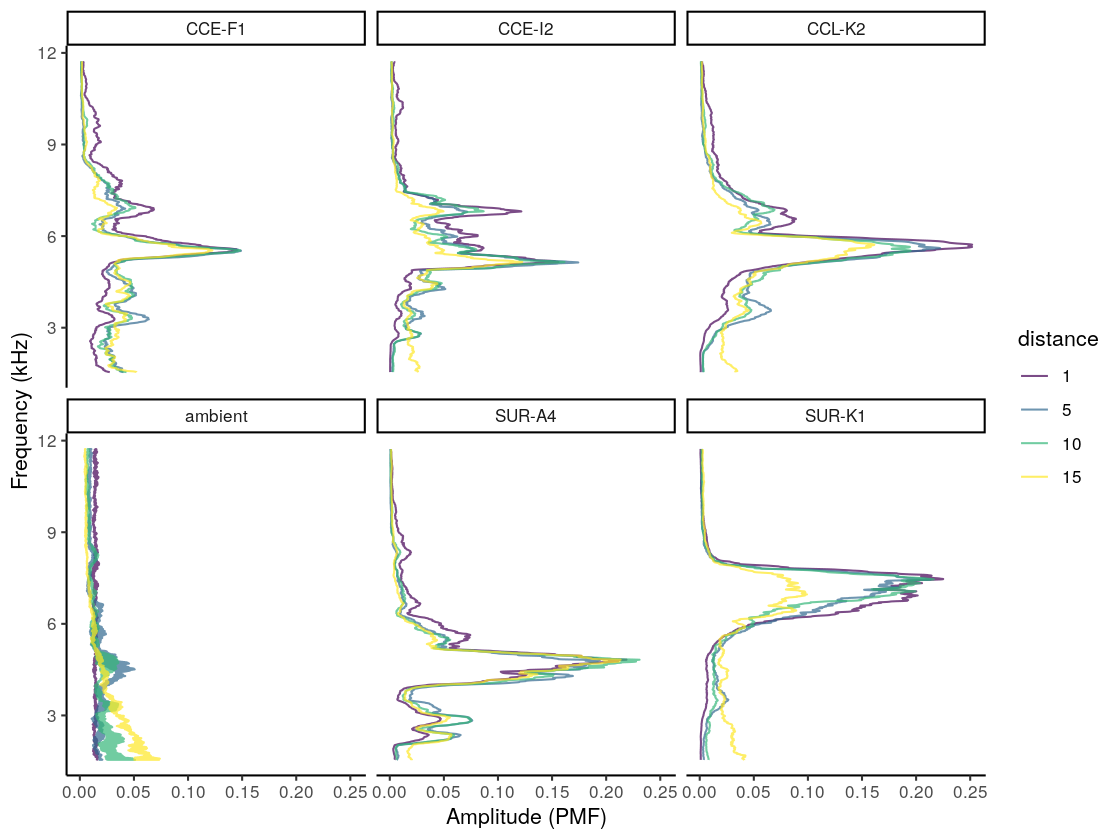 CCE-F1 CCE-I2 CCL-K2
12
9
6
3
ambient SUR-A4 SUR-K1
12
9
6
3
0.00 0.05 0.10 0.15 0.20 0.25 0.00 0.05 0.10 0.15 0.20 0.25 0.00 0.05 0.10 0.15 0.20 0.25
Amplitude (PMF)
Frequency (kHz)
distance
1
5
10
15